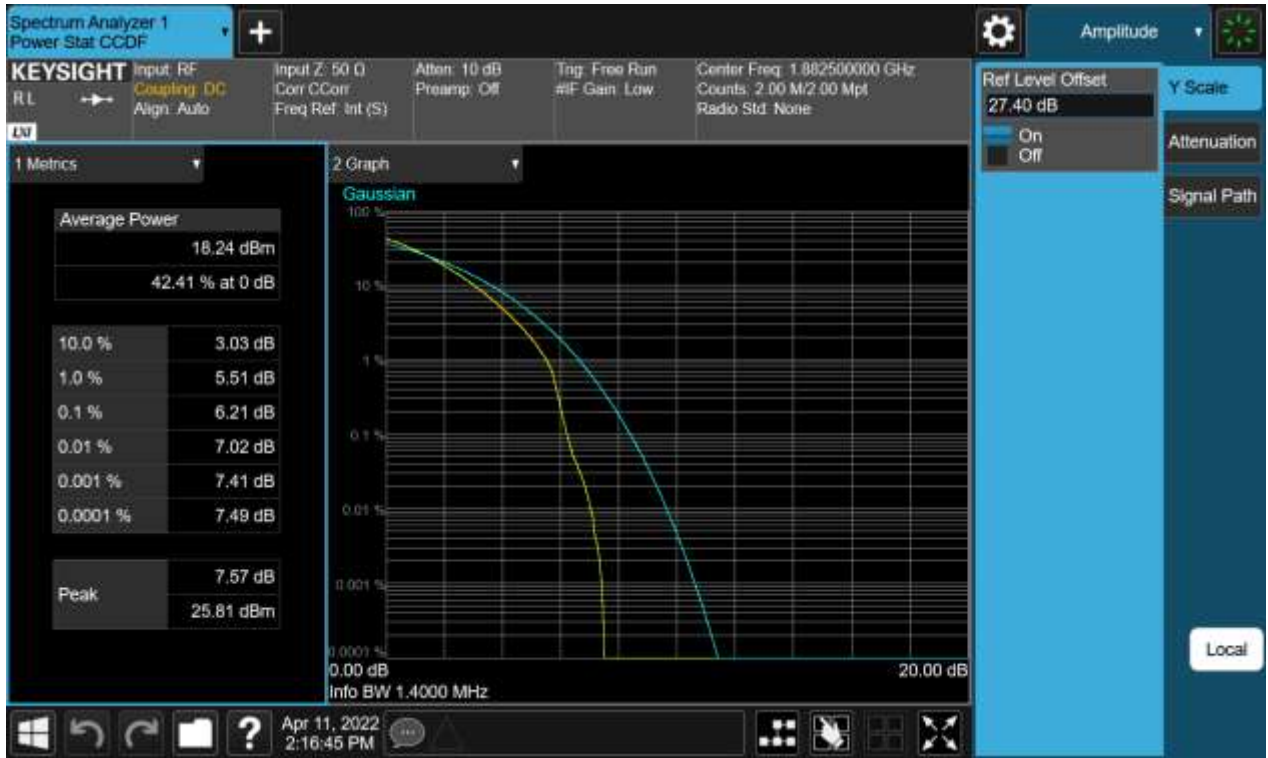 Spectrum Analyzer 1
Power Stat CCDF
+
Amplitude
KEYSIGHT
RL
LXI
Input: RF
Coupling: DC
Align: Auto
Input Z: 50 Ω
Corr CCorr
Freq Ref: Int (S)
Atten: 10 dB
Preamp: Off
Trig: Free Run
#IF Gain: Low
Center Freq: 1.882500000 GHz
Counts: 2.00 M/2.00 Mpt
Radio Std: None
Ref Level Offset
27.40 dB
On
Off
Y Scale
Attenuation
Signal Path
Local
1 Metrics
Average Power
18.24 dBm
42.41 % at 0 dB
10.0 % 3.03 dB
1.0 % 5.51 dB
0.1 % 6.21 dB
0.01 % 7.02 dB
0.001 % 7.41 dB
0.0001 % 7.49 dB
Peak
7.57 dB
25.81 dBm
2 Graph
Gaussian
100 %
10 %
1 %
0.1 %
0.01 %
0.001 %
0.0001 %
0.00 dB 20.00 dB
Info BW 1.4000 MHz
?
Apr 11, 2022
2:16:45 PM